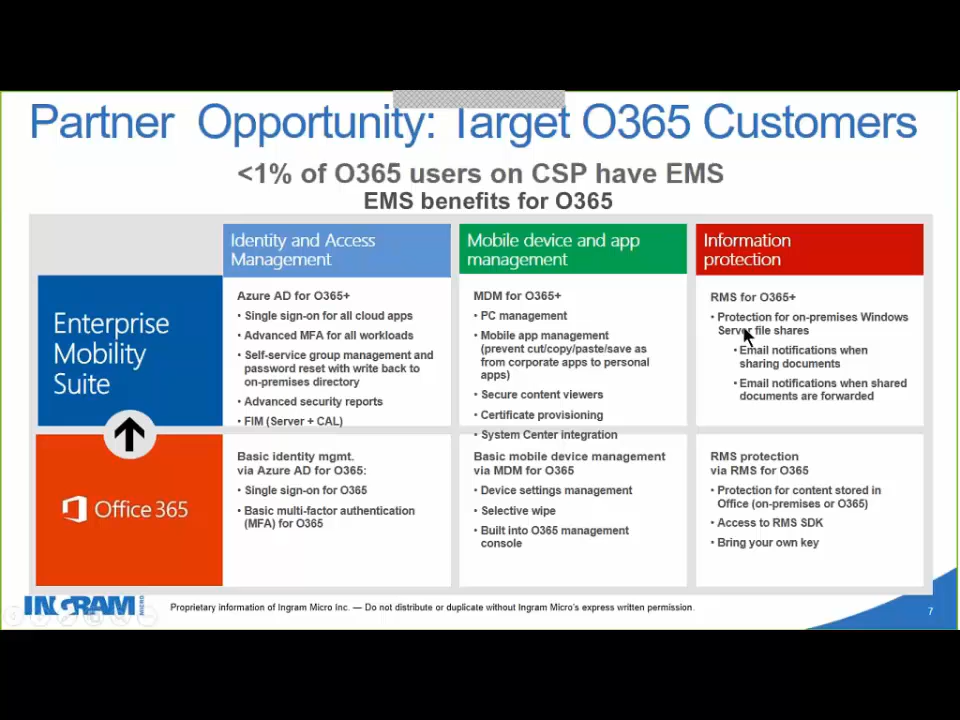 Partner Opportunity: Target O365 Customers
<1% of O365 users on CSP have EMS
EMS benefits for O365
Identity and Access
Management
Mobile device and app
management
Information
protection
Enterprise
Mobility
Suite
Azure AD for O365+
• Single sign-on for all cloud apps
• Advanced MFA for all workloads
• Self-service group management and
password reset with write back to
on-premises directory
• Advanced security reports
• FIM (Server + CAL)
MDM for O365+
• PC management
• Mobile app management
(prevent cut/copy/paste/save as
from corporate apps to personal
apps)
• Secure content viewers
• Certificate provisioning
• System Center integration
RMS for O365+
• Protection for on-premises Windows
Server file shares
• Email notifications when
sharing documents
• Email notifications when shared
documents are forwarded
Office 365
Basic identity mgmt.
via Azure AD for O365:
• Single sign-on for O365
• Basic multi-factor authentication
(MFA) for O365
Basic mobile device management
via MDM for O365
• Device settings management
• Selective wipe
• Built into O365 management
console
RMS protection
via RMS for O365
• Protection for content stored in
Office (on-premises or O365)
• Access to RMS SDK
• Bring your own key
INGRAM MICRO
Proprietary information of Ingram Micro Inc. — Do not distribute or duplicate without Ingram Micro's express written permission.
7